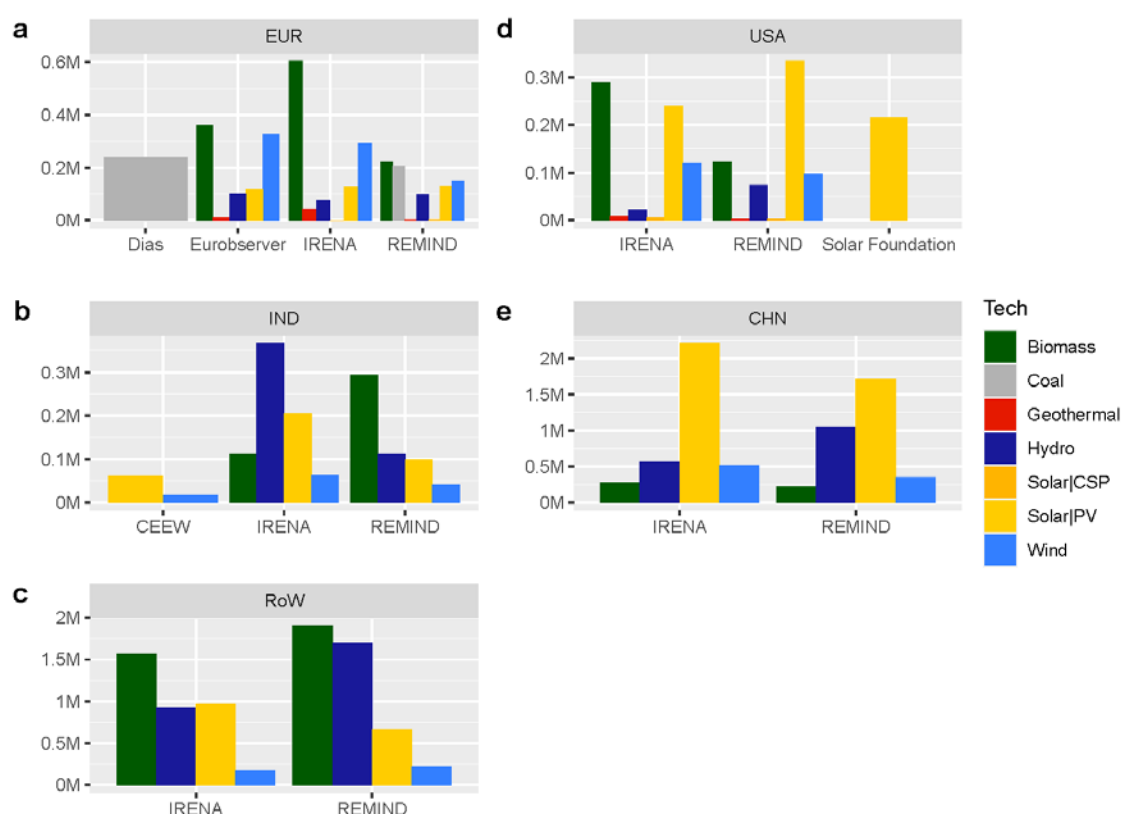 a
EUR
0.6M
0.4M
0.2M
0M
Dias Eurobserver IRENA REMIND
d
USA
0.3M
0.2M
0.1M
0M
IRENA REMIND Solar Foundation
b
IND
0.3M
0.2M
0.1M
0M
CEEW IRENA REMIND
e
CHN
2M
1.5M
1M
0.5M
0M
IRENA REMIND
Tech
Biomass
Coal
Geothermal
Hydro
Solar|CSP
Solar|PV
Wind
c
RoW
2M
1.5M
1M
0.5M
0M
IRENA REMIND